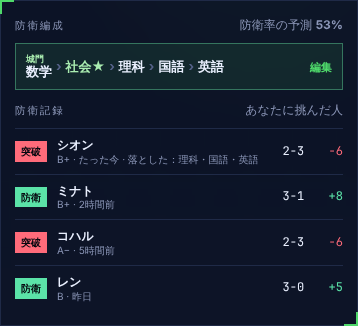 防衛編成 防衛率の予測 53%
城門
数学 › 社会★ › 理科 › 国語 › 英語 編集
防衛記録 あなたに挑んだ人
突破 シオン 2-3 -6
B+・たった今・落とした：理科・国語・英語
防衛 ミナト 3-1 +8
B+・2時間前
突破 コハル 2-3 -6
A−・5時間前
防衛 レン 3-0 +5
B・昨日